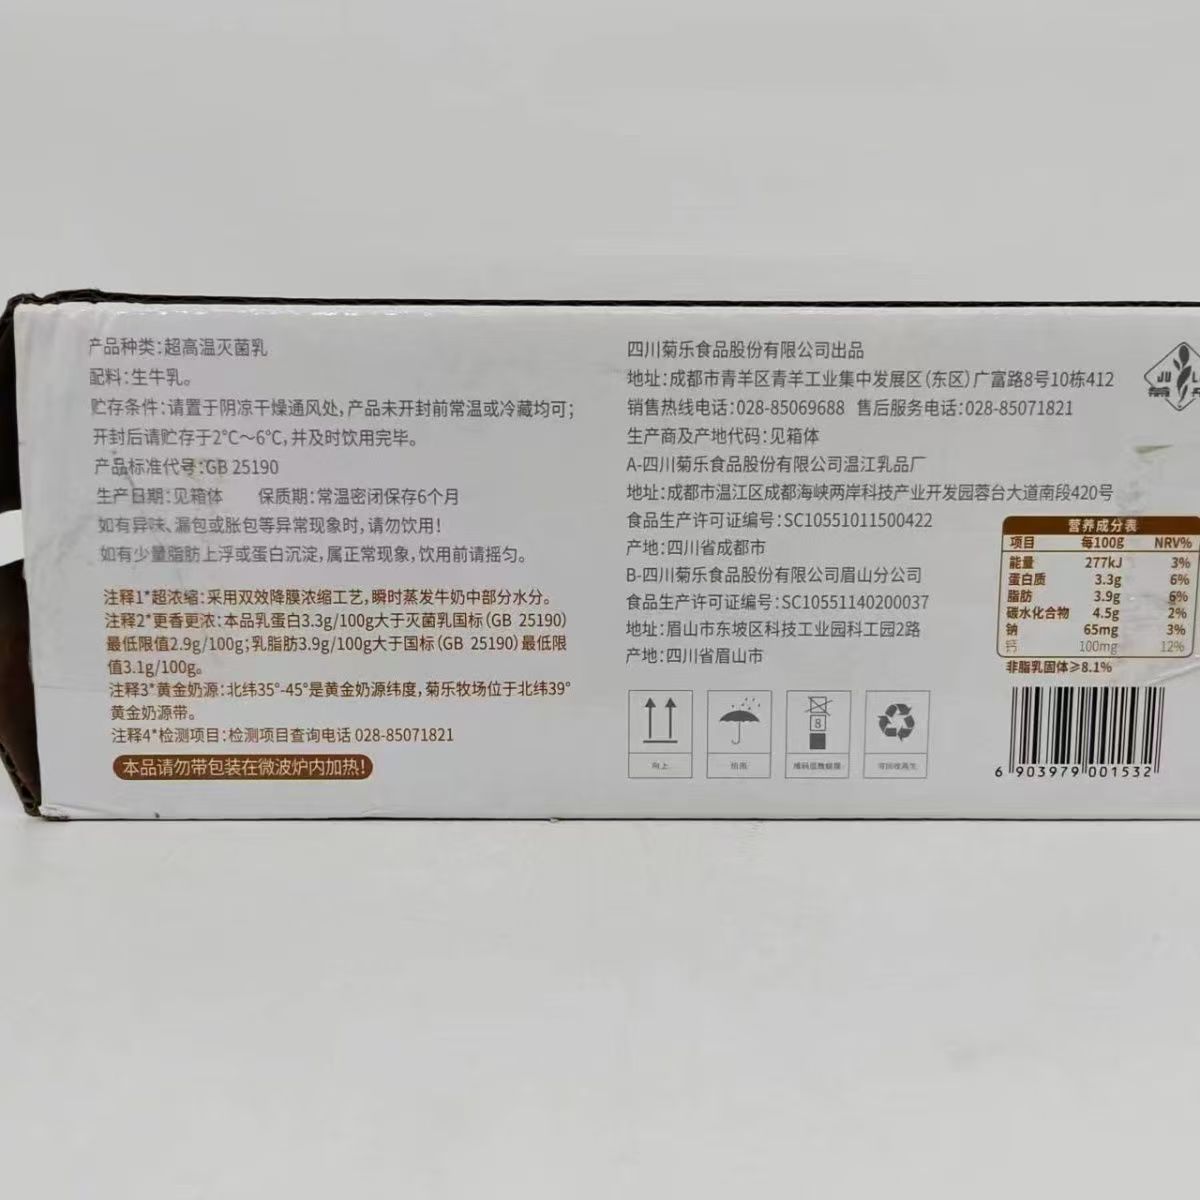 产品种类:超高温灭菌乳
配料:生牛乳。
贮存条件:请置于阴凉干燥通风处,产品未开封前常温或冷藏均可;
开封后请贮存于2℃～6℃,并及时饮用完毕。
产品标准代号:GB 25190
生产日期:见箱体 保质期:常温密闭保存6个月
如有异味、漏包或胀包等异常现象时,请勿饮用!
如有少量脂肪上浮或蛋白沉淀,属正常现象,饮用前请摇匀。
注释1*超浓缩:采用双效降膜浓缩工艺,瞬时蒸发牛奶中部分水分。
注释2*更香更浓:本品乳蛋白3.3g/100g大于灭菌乳国标(GB 25190)
最低限值2.9g/100g;乳脂肪3.9g/100g大于国标(GB 25190)最低限
值3.1g/100g。
注释3*黄金奶源:北纬35°-45°是黄金奶源纬度,菊乐牧场位于北纬39°
黄金奶源带。
注释4*检测项目:检测项目查询电话 028-85071821
本品请勿带包装在微波炉内加热!
四川菊乐食品股份有限公司出品
地址:成都市青羊区青羊工业集中发展区(东区)广富路8号10栋412
销售热线电话:028-85069688 售后服务电话:028-85071821
生产商及产地代码:见箱体
A-四川菊乐食品股份有限公司温江乳品厂
地址:成都市温江区成都海峡两岸科技产业开发园蓉台大道南段420号
食品生产许可证编号:SC10551011500422
产地:四川省成都市
B-四川菊乐食品股份有限公司眉山分公司
食品生产许可证编号:SC10551140200037
地址:眉山市东坡区科技工业园科工园2路
产地:四川省眉山市
向上
怕雨
8
堆码层数极限
可回收再生
JU L
营养成分表
项目 每100g NRV%
能量 277kJ 3%
蛋白质 3.3g 6%
脂肪 3.9g 6%
碳水化合物 4.5g 2%
钠 65mg 3%
钙 100mg 12%
非脂乳固体≥8.1%
6 903979 001532